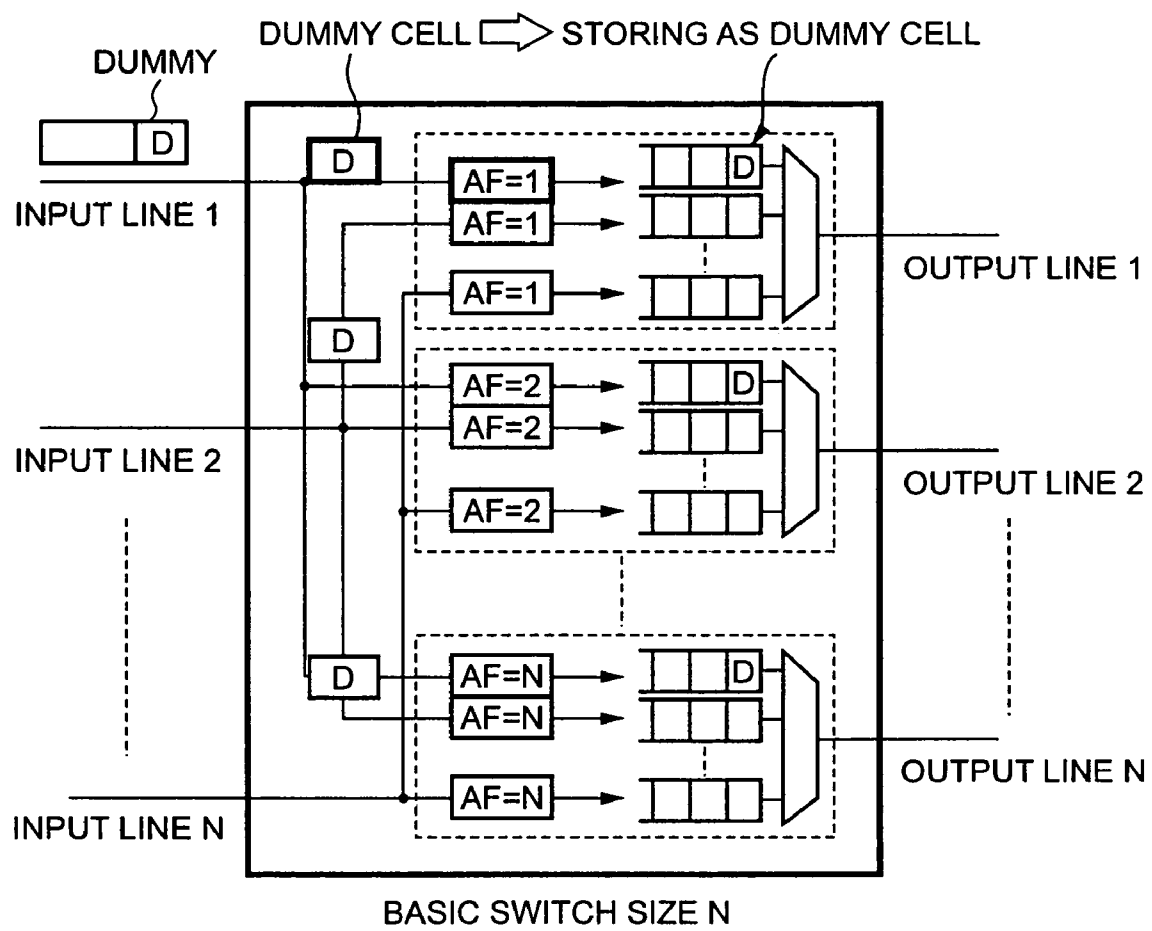 DUMMY CELL STORING AS DUMMY CELL
DUMMY
D
D
INPUT LINE 1
AF=1
D
AF=1
AF=1
OUTPUT LINE 1
D
AF=2
D
INPUT LINE 2
AF=2
AF=2
OUTPUT LINE 2
D
AF=N
D
AF=N
AF=N
OUTPUT LINE N
INPUT LINE N
BASIC SWITCH SIZE N